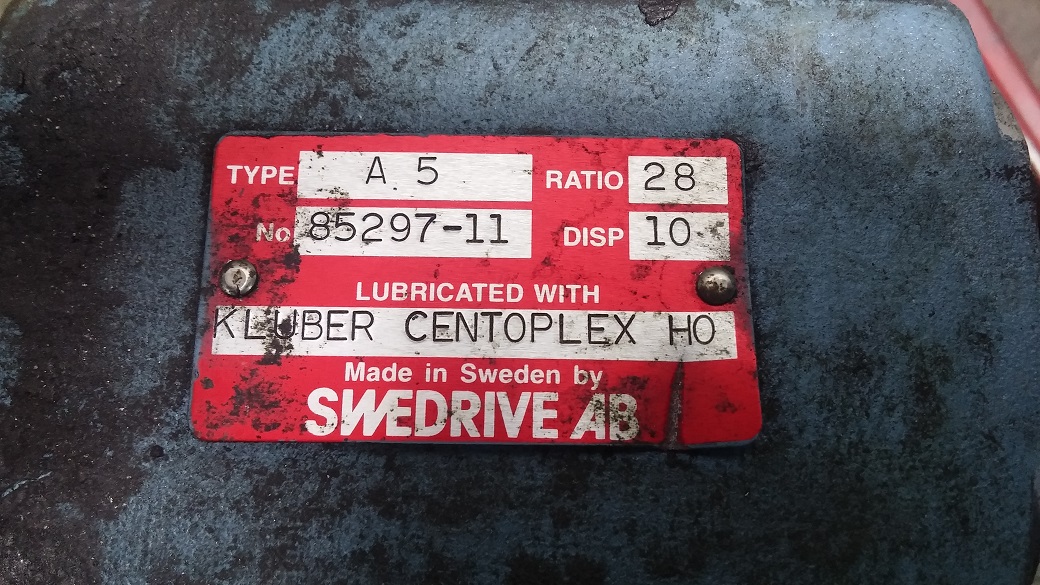 TYPE A.5 RATIO 28
No 85297-11 DISP 10
LUBRICATED WITH
KLUBER CENTOPLEX HO
Made in Sweden by
SWEDRIVE AB